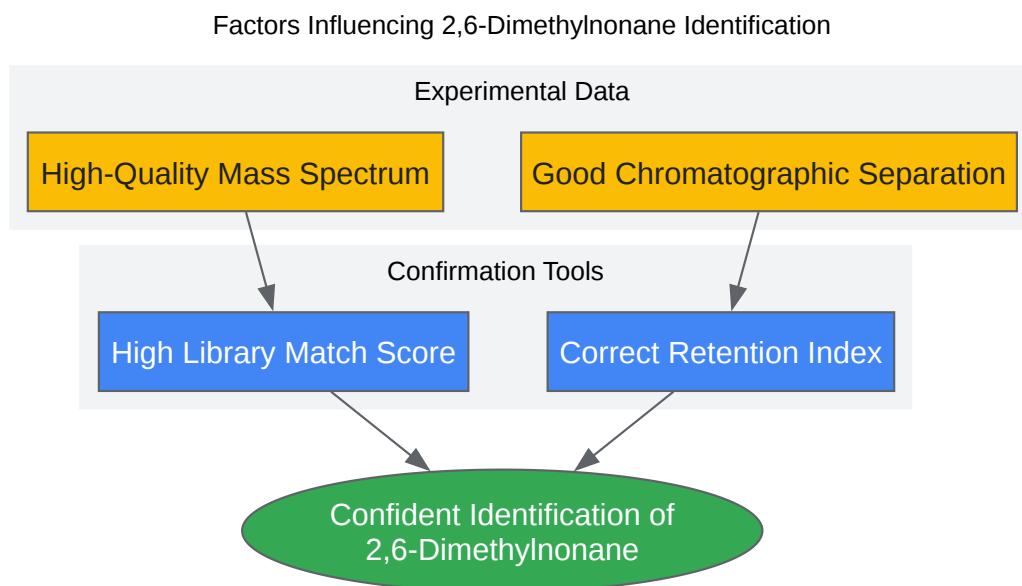 Factors Influencing 2,6-Dimethylnonane Identification
Experimental Data
High-Quality Mass Spectrum
Good Chromatographic Separation
Confirmation Tools
High Library Match Score
Correct Retention Index
Confident Identification of
2,6-Dimethylnonane